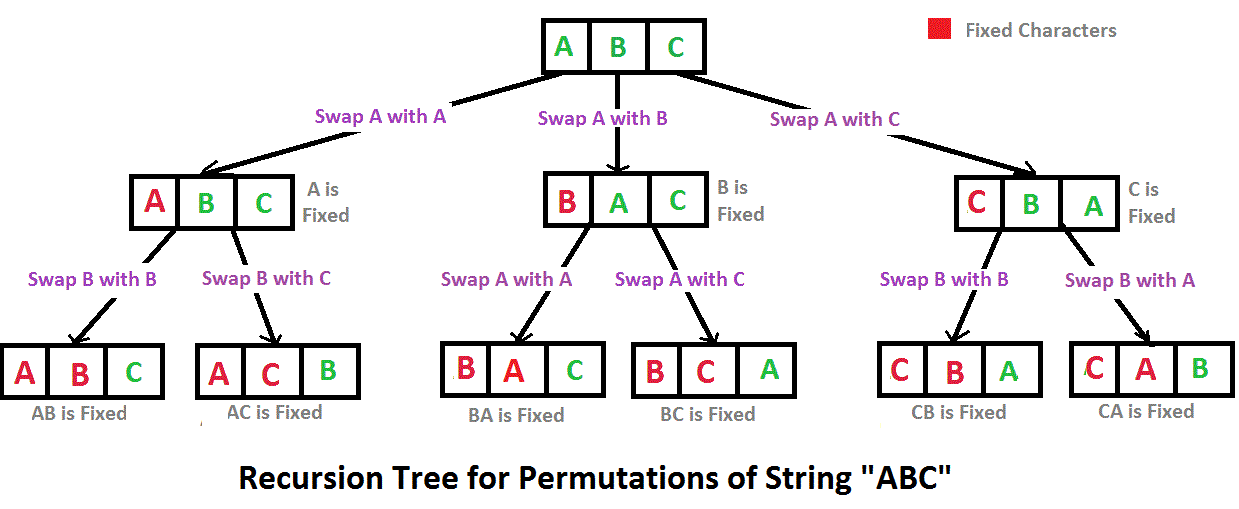 A B C
Fixed Characters
Swap A with A
Swap A with B
Swap A with C
A B C
A is
Fixed
B A C
B is
Fixed
C B A
C is
Fixed
Swap B with B
Swap B with C
Swap A with A
Swap A with C
Swap B with B
Swap B with A
A B C
A C B
B A C
B C A
C B A
C A B
AB is Fixed
AC is Fixed
BA is Fixed
BC is Fixed
CB is Fixed
CA is Fixed
Recursion Tree for Permutations of String "ABC"